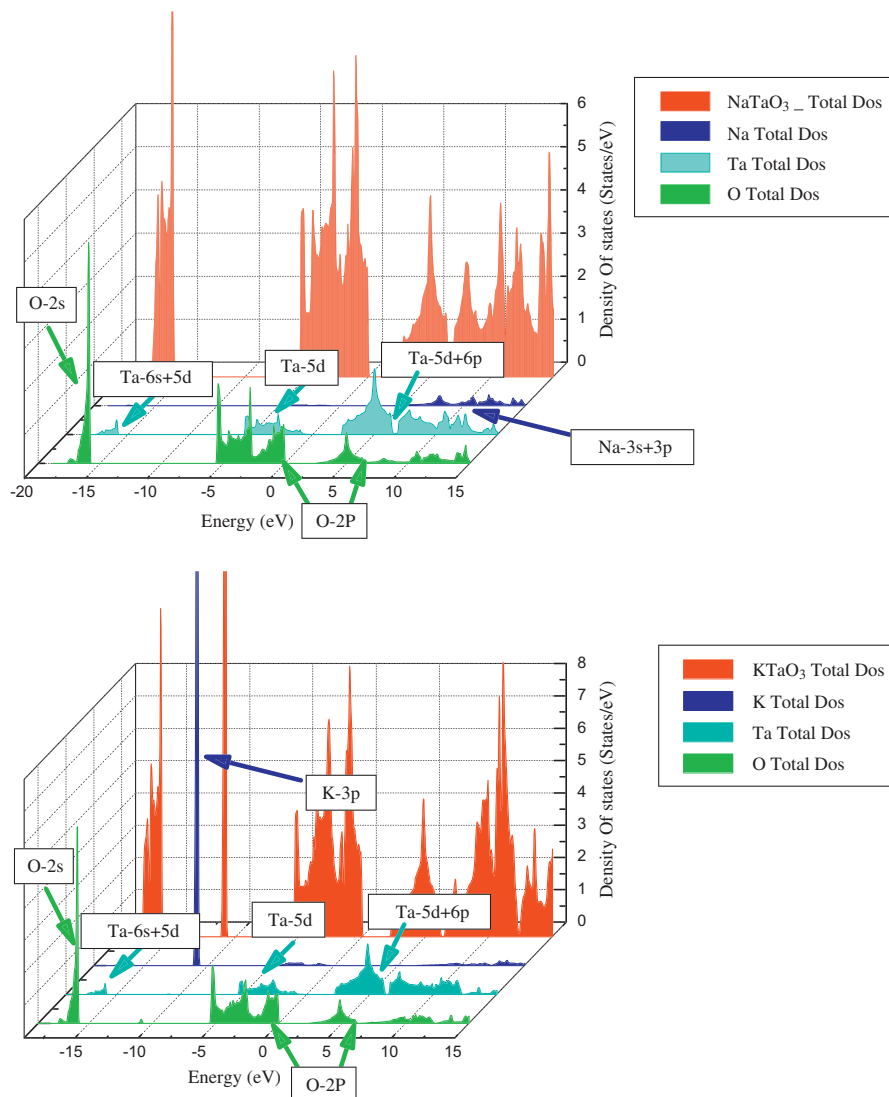 6
5
4
3
2
1
0
Density Of states (States/eV)
NaTaO₃ _ Total Dos
Na Total Dos
Ta Total Dos
O Total Dos
O-2s
Ta-6s+5d
Ta-5d
Ta-5d+6p
Na-3s+3p
O-2P
-20 -15 -10 -5 0 5 10 15
Energy (eV)
8
7
6
5
4
3
2
1
0
Density Of states (States/eV)
KTaO₃ Total Dos
K Total Dos
Ta Total Dos
O Total Dos
K-3p
O-2s
Ta-6s+5d
Ta-5d
Ta-5d+6p
-15 -10 -5 0 5 10 15
Energy (eV)
O-2P